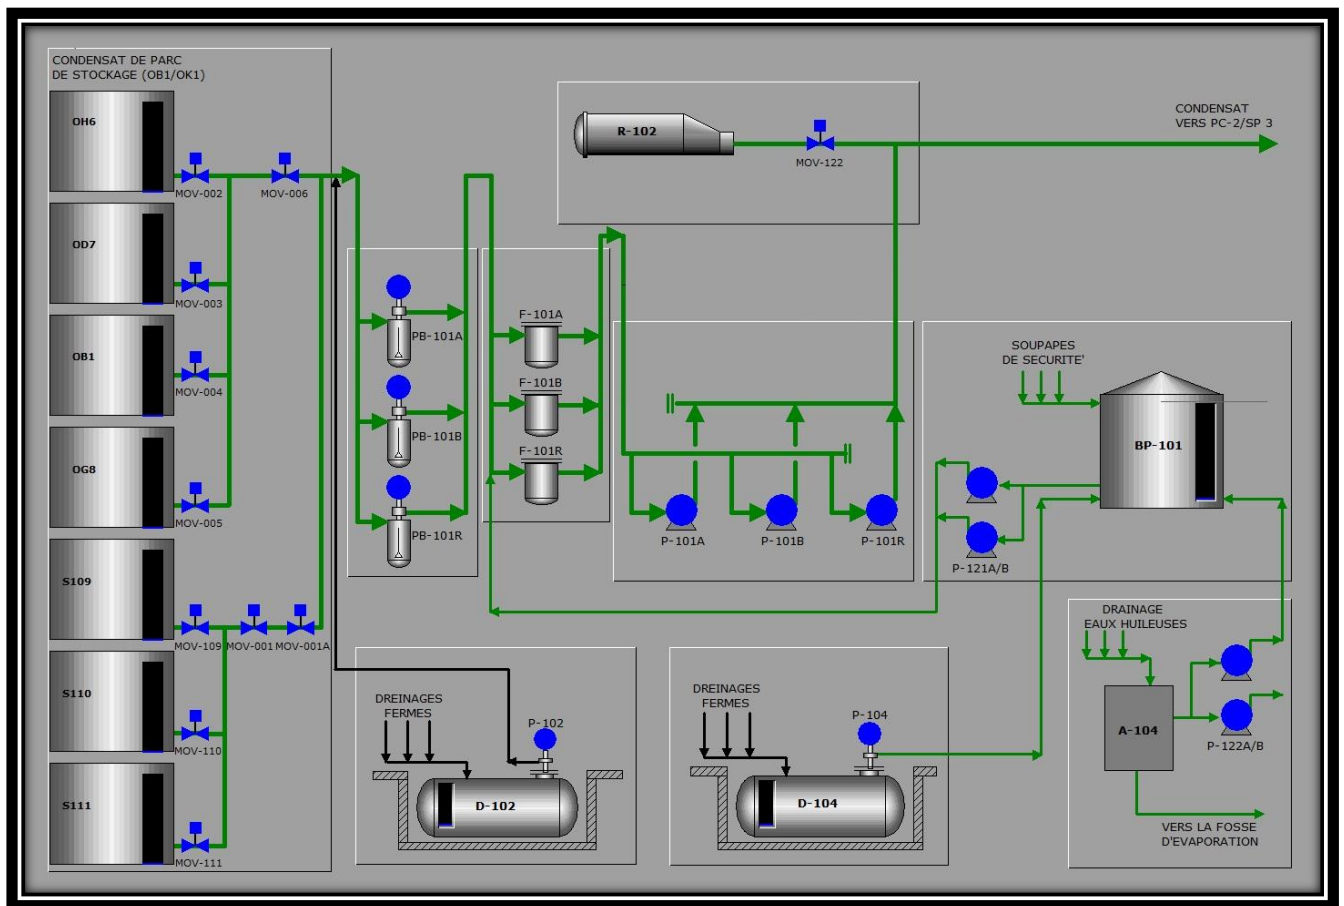 CONDENSAT DE PARC
DE STOCKAGE (OB1/OK1)
OH6
MOV-002
MOV-006
OD7
MOV-003
OB1
MOV-004
OG8
MOV-005
S109
MOV-109
MOV-001
MOV-001A
S110
MOV-110
S111
MOV-111
PB-101A
PB-101B
PB-101R
F-101A
F-101B
F-101R
R-102
MOV-122
CONDENSAT
VERS PC-2/SP 3
P-101A
P-101B
P-101R
SOUPAPES
DE SECURITE'
BP-101
P-121A/B
DREINAGES
FERMES
P-102
D-102
DREINAGES
FERMES
P-104
D-104
DRAINAGE
EAUX HUILEUSES
A-104
P-122A/B
VERS LA FOSSE
D'EVAPORATION